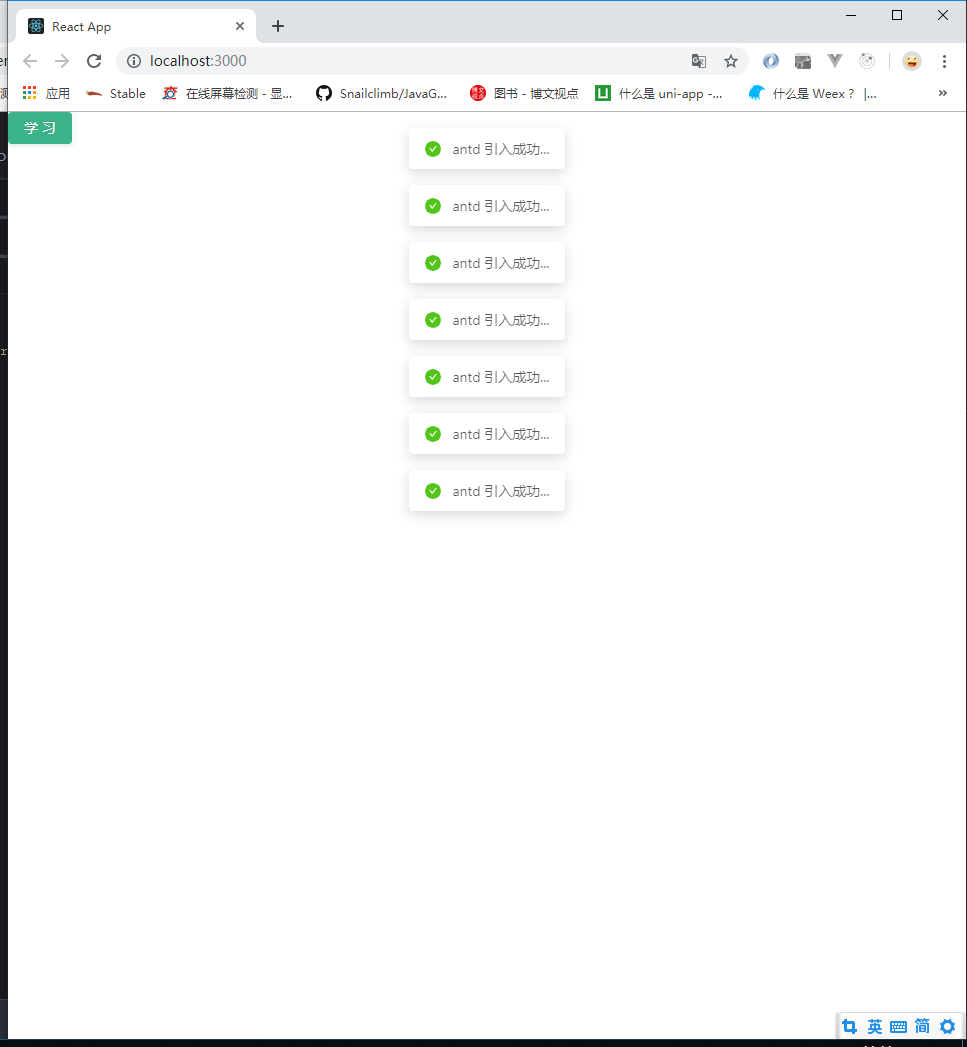 React App
localhost:3000
应用
Stable
在线屏幕检测 - 显...
Snailclimb/JavaG...
图书 - 博文视点
什么是 uni-app -...
什么是 Weex ? |...
学 习
antd 引入成功...
antd 引入成功...
antd 引入成功...
antd 引入成功...
antd 引入成功...
antd 引入成功...
antd 引入成功...
英 简